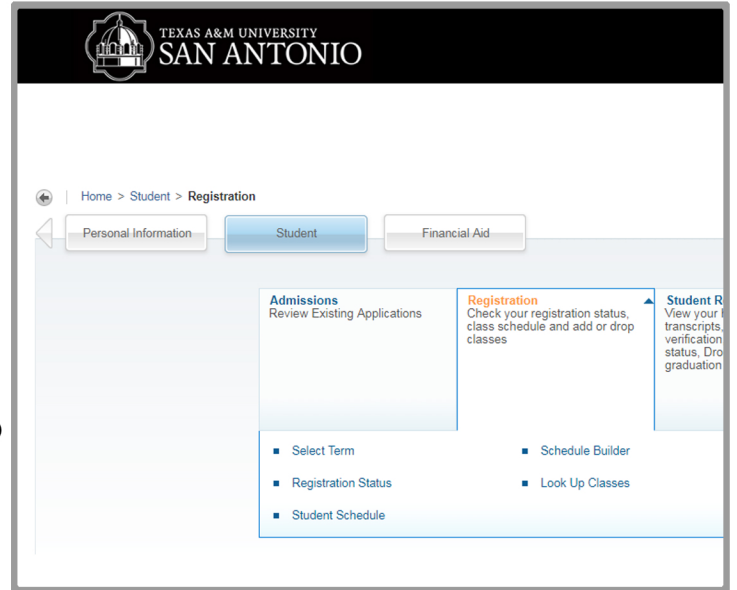 TEXAS A&M UNIVERSITY
SAN ANTONIO
Home > Student > Registration
Personal Information
Student
Financial Aid
Admissions
Review Existing Applications
Registration
Check your registration status,
class schedule and add or drop
classes
Student R
View your
transcripts,
verification
status, Dro
graduation
Select Term
Schedule Builder
Registration Status
Look Up Classes
Student Schedule